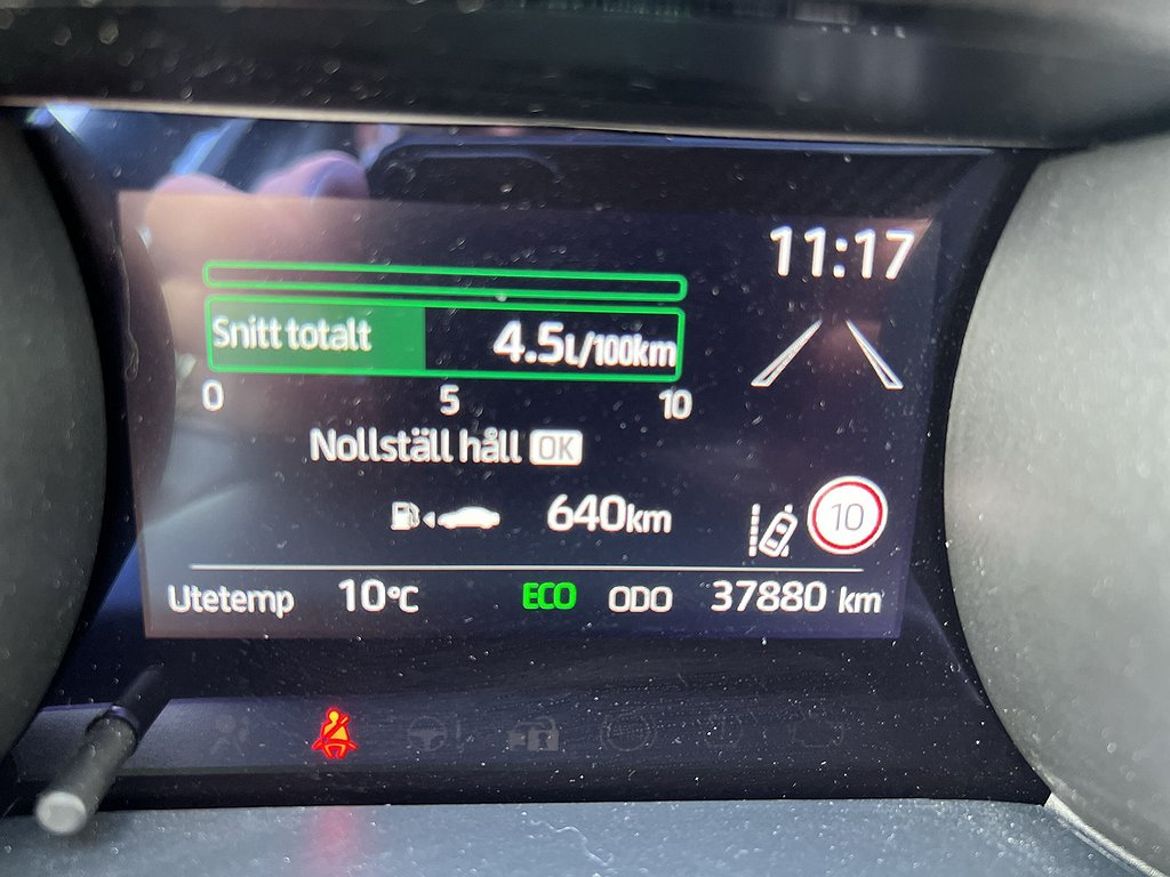 11:17
Snitt totalt 4.5L/100km
0 5 10
Nollställ håll OK
640km
10
Utetemp 10°C ECO ODO 37880 km